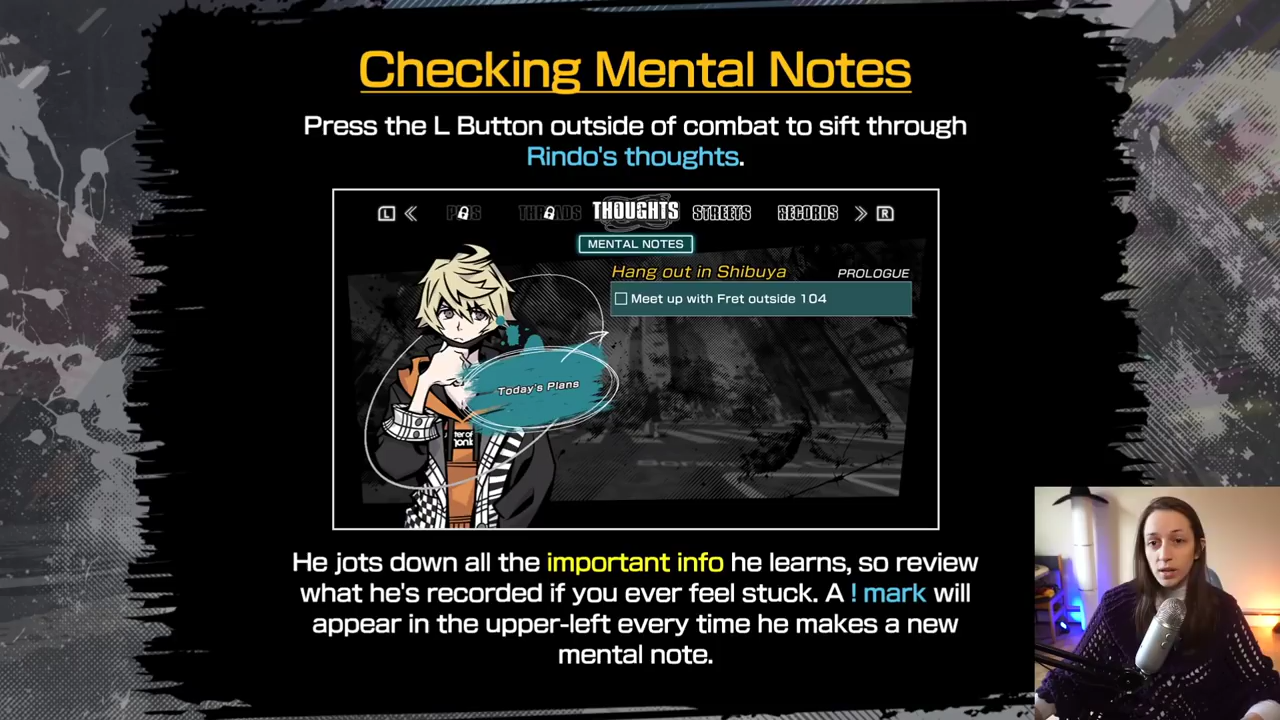 Checking Mental Notes
Press the L Button outside of combat to sift through
Rindo's thoughts.
L PINS THREADS THOUGHTS STREETS RECORDS R
MENTAL NOTES
Hang out in Shibuya PROLOGUE
Meet up with Fret outside 104
Today's Plans
He jots down all the important info he learns, so review
what he's recorded if you ever feel stuck. A ! mark will
appear in the upper-left every time he makes a new
mental note.